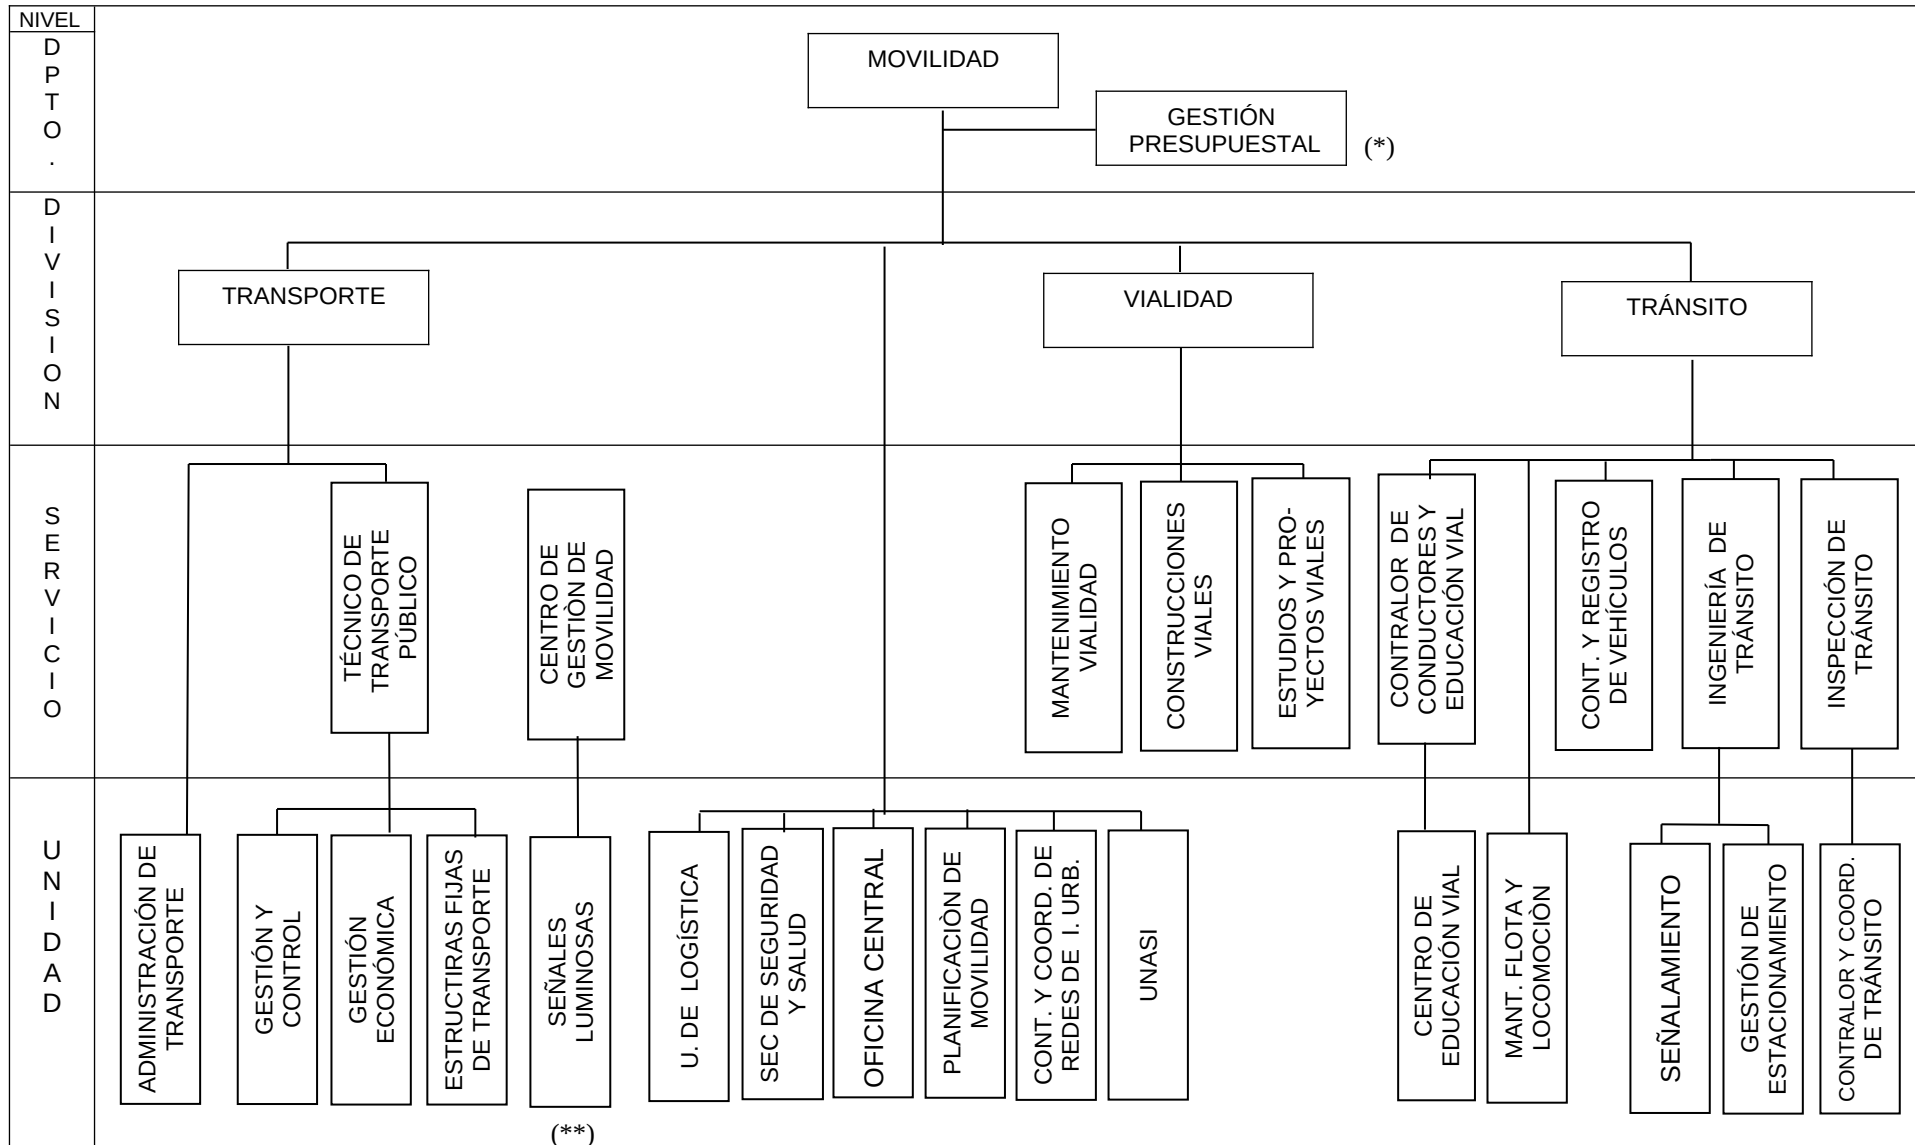 NIVEL
DPTO.
MOVILIDAD
GESTIÓN
PRESUPUESTAL
(*)
DIVISION
TRANSPORTE
VIALIDAD
TRÁNSITO
SERVICIO
TÉCNICO DE
TRANSPORTE
PÚBLICO
CENTRO DE
GESTIÒN DE
MOVILIDAD
MANTENIMIENTO
VIALIDAD
CONSTRUCCIONES
VIALES
ESTUDIOS Y PRO-
YECTOS VIALES
CONTRALOR DE
CONDUCTORES Y
EDUCACIÓN VIAL
CONT. Y REGISTRO
DE VEHÍCULOS
INGENIERÍA DE
TRÁNSITO
INSPECCIÓN DE
TRÁNSITO
UNIDAD
ADMINISTRACIÓN DE
TRANSPORTE
GESTIÓN Y
CONTROL
GESTIÓN
ECONÓMICA
ESTRUCTIRAS FIJAS
DE TRANSPORTE
SEÑALES
LUMINOSAS
(**)
U. DE LOGÍSTICA
SEC DE SEGURIDAD
Y SALUD
OFICINA CENTRAL
PLANIFICACIÒN DE
MOVILIDAD
CONT. Y COORD. DE
REDES DE I. URB.
UNASI
CENTRO DE
EDUCACIÓN VIAL
MANT. FLOTA Y
LOCOMOCIÒN
SEÑALAMIENTO
GESTIÓN DE
ESTACIONAMIENTO
CONTRALOR Y COORD.
DE TRÁNSITO